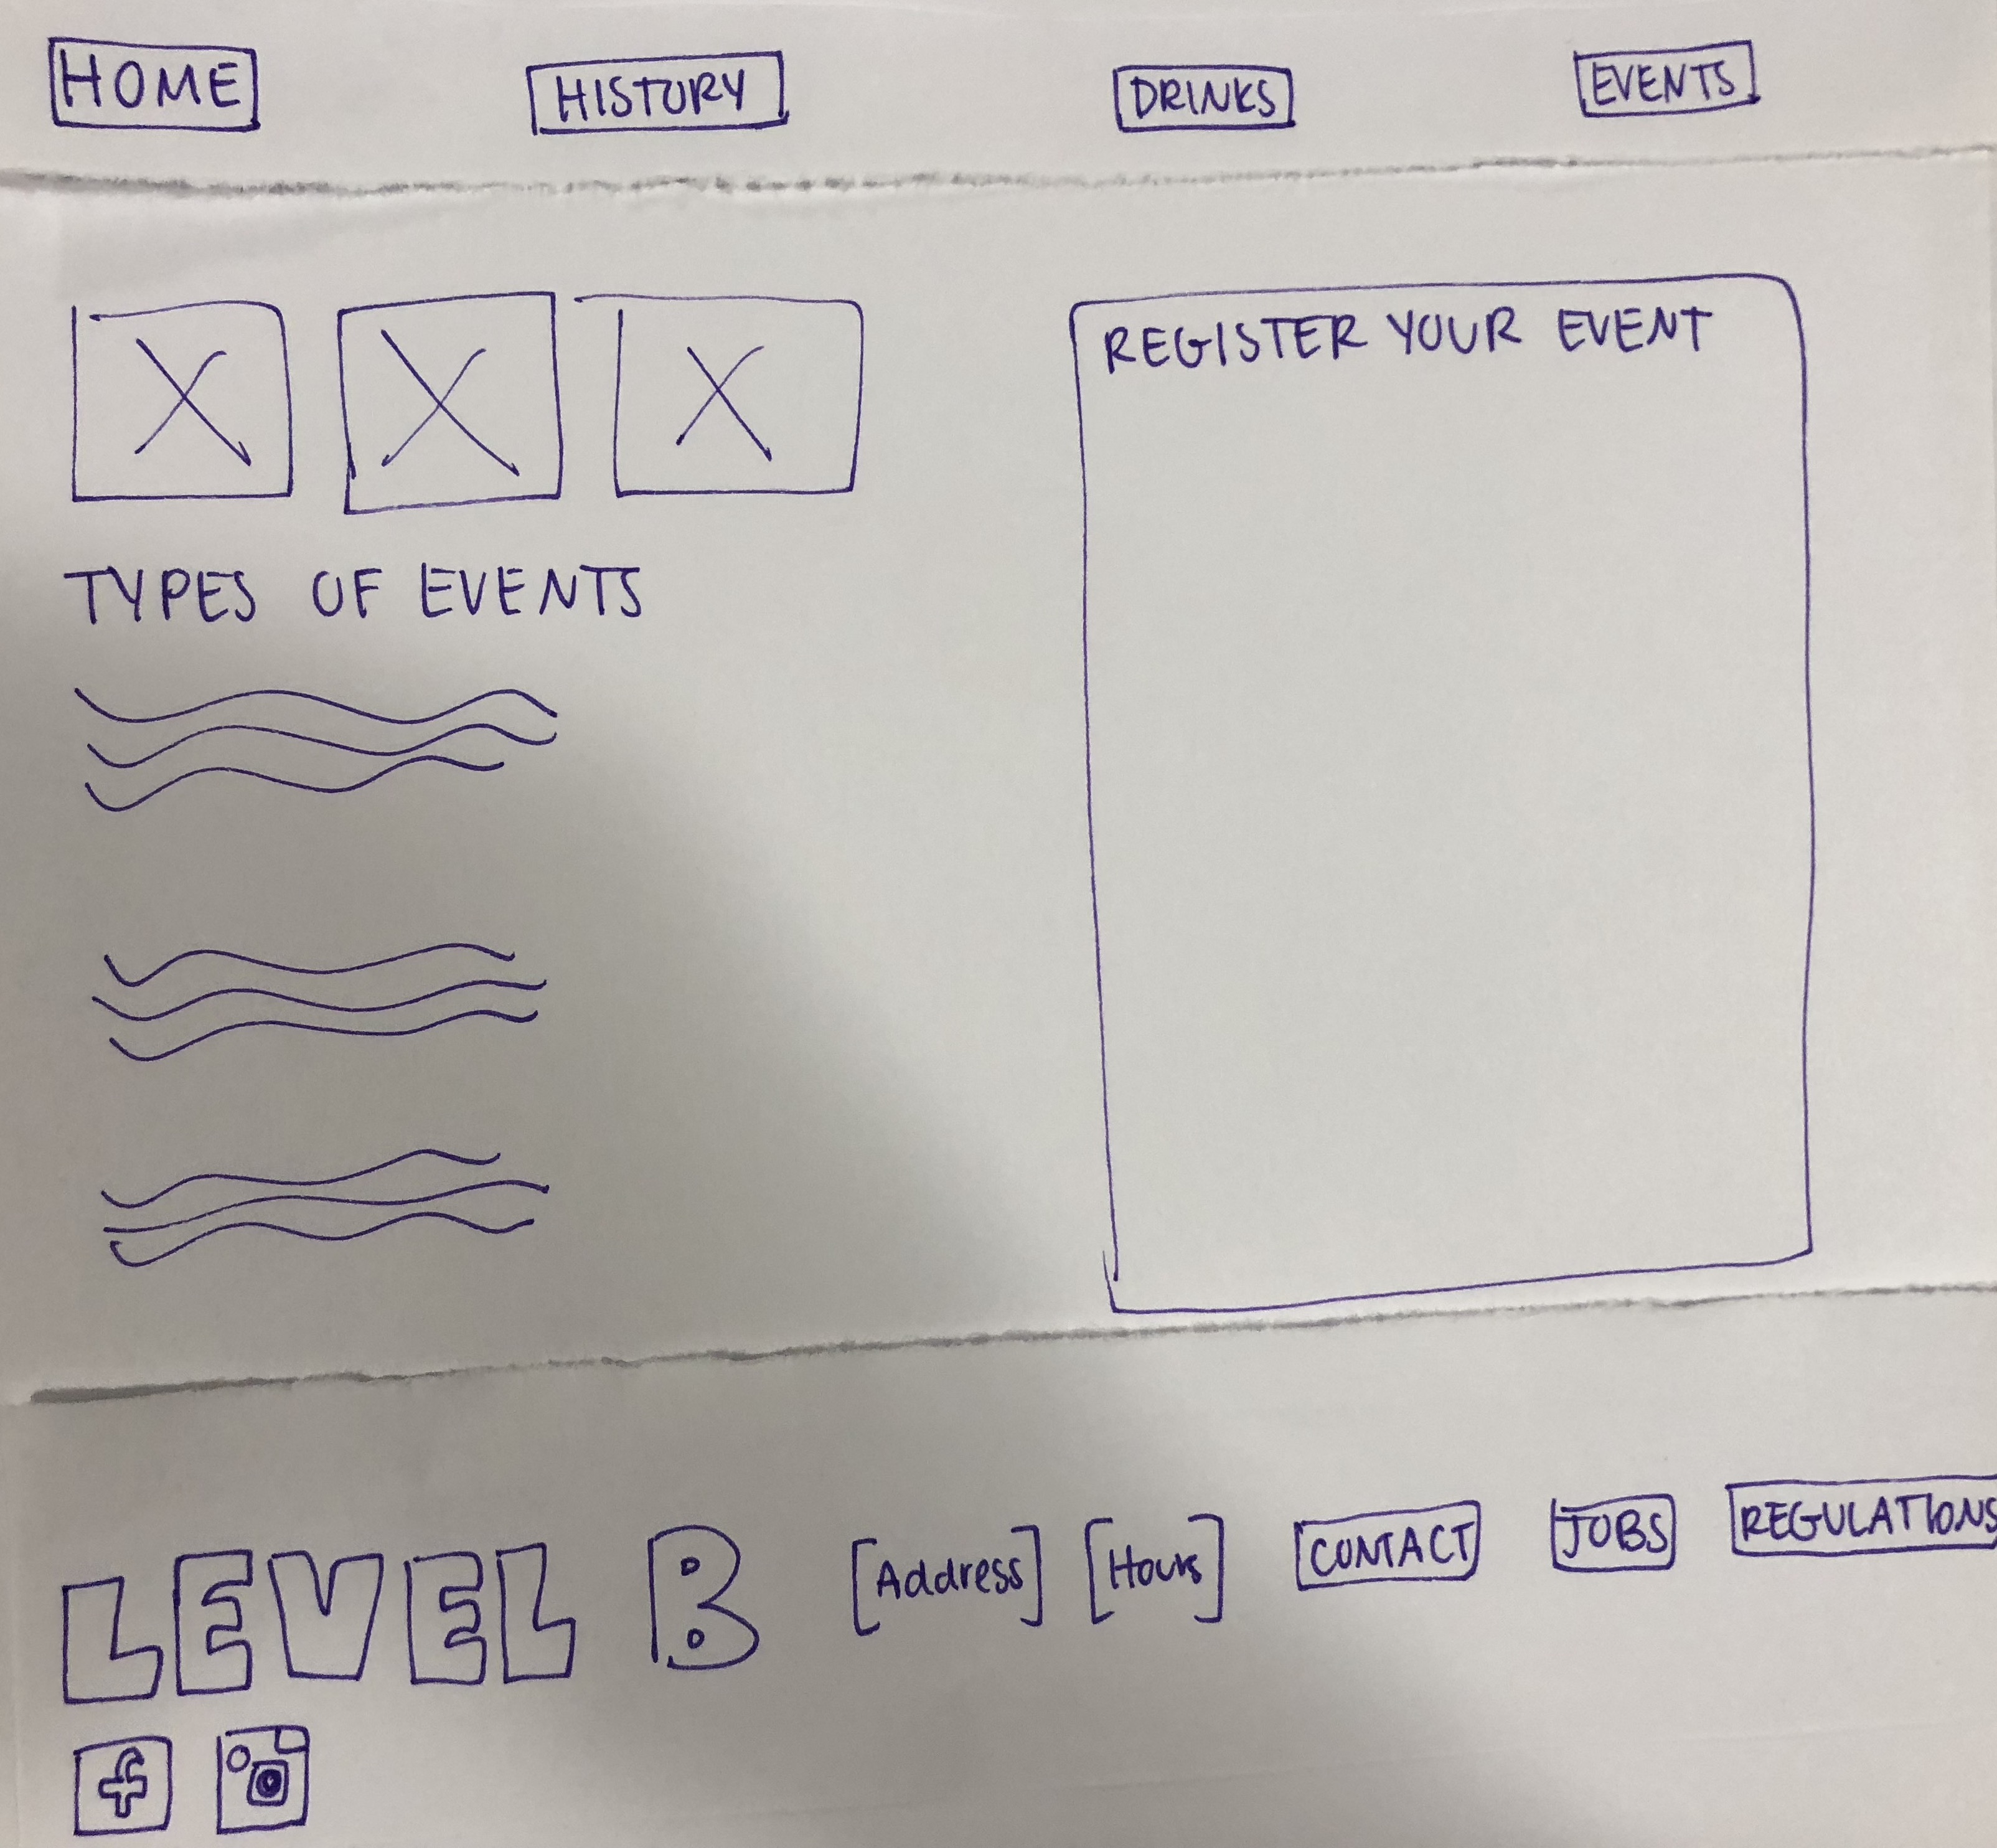 HOME HISTORY DRINKS EVENTS
REGISTER YOUR EVENT
TYPES OF EVENTS
LEVEL B [Address] [Hours] CONTACT JOBS REGULATIONS
f